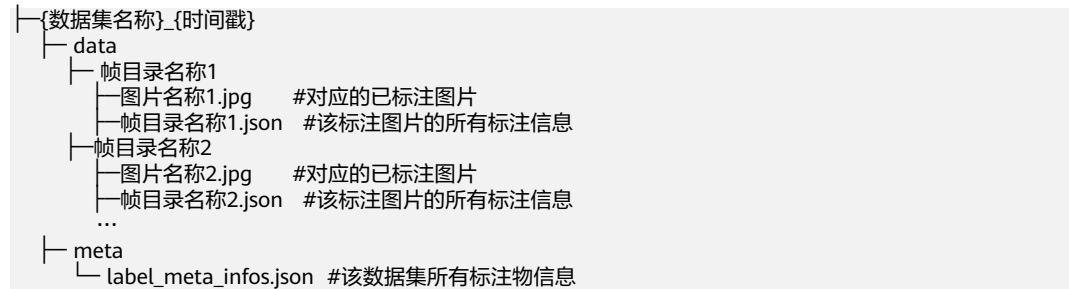 ├─{数据集名称}_{时间戳}
├─ data
├─ 帧目录名称1
├─图片名称1.jpg #对应的已标注图片
├─帧目录名称1.json #该标注图片的所有标注信息
├─帧目录名称2
├─图片名称2.jpg #对应的已标注图片
├─帧目录名称2.json #该标注图片的所有标注信息
...
├─ meta
└─ label_meta_infos.json #该数据集所有标注物信息